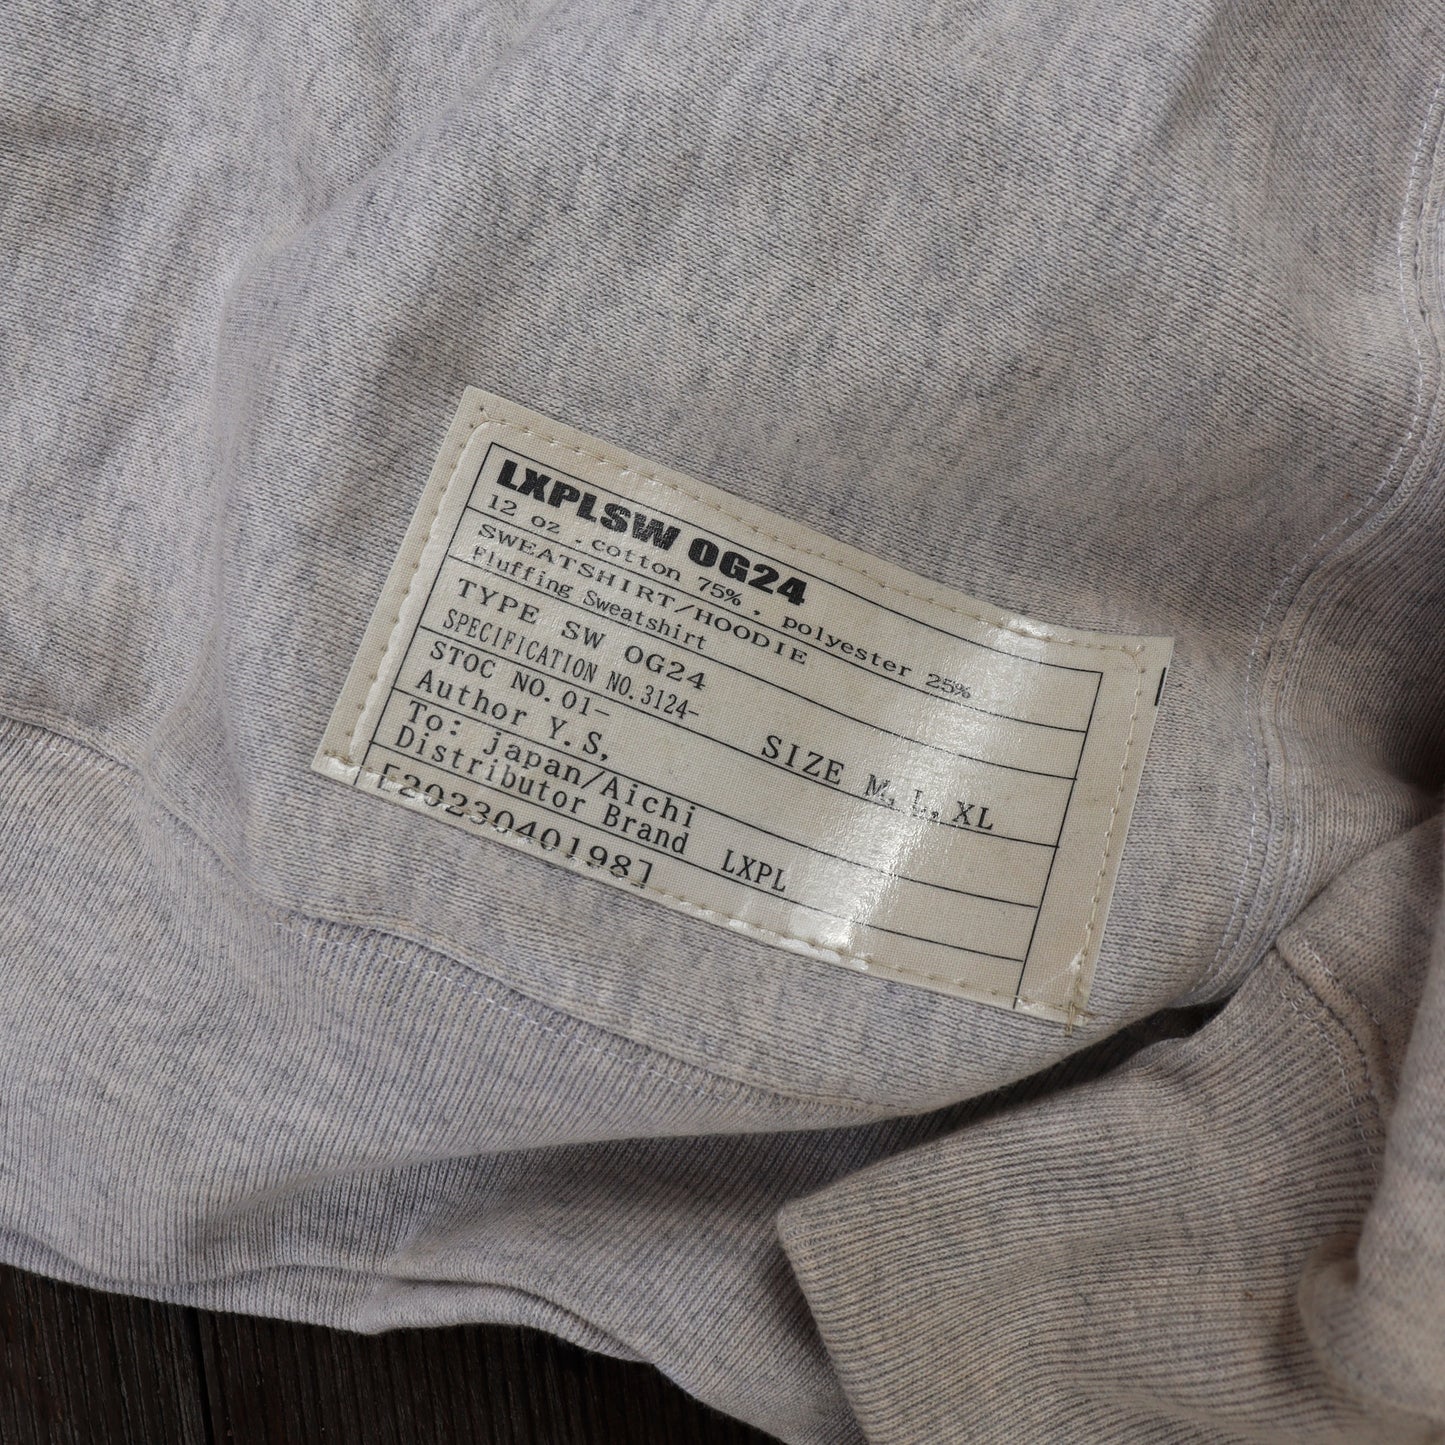 LXPLSW OG24
12 oz .cotton 75% . polyester 25%
SWEATSHIRT/HOODIE
Fluffing Sweatshirt
TYPE SW OG24
SPECIFICATION NO.3124-
STOC NO.01- SIZE M, L, XL
Author Y.S,
To: japan/Aichi
Distributor Brand LXPL
[20230401987]